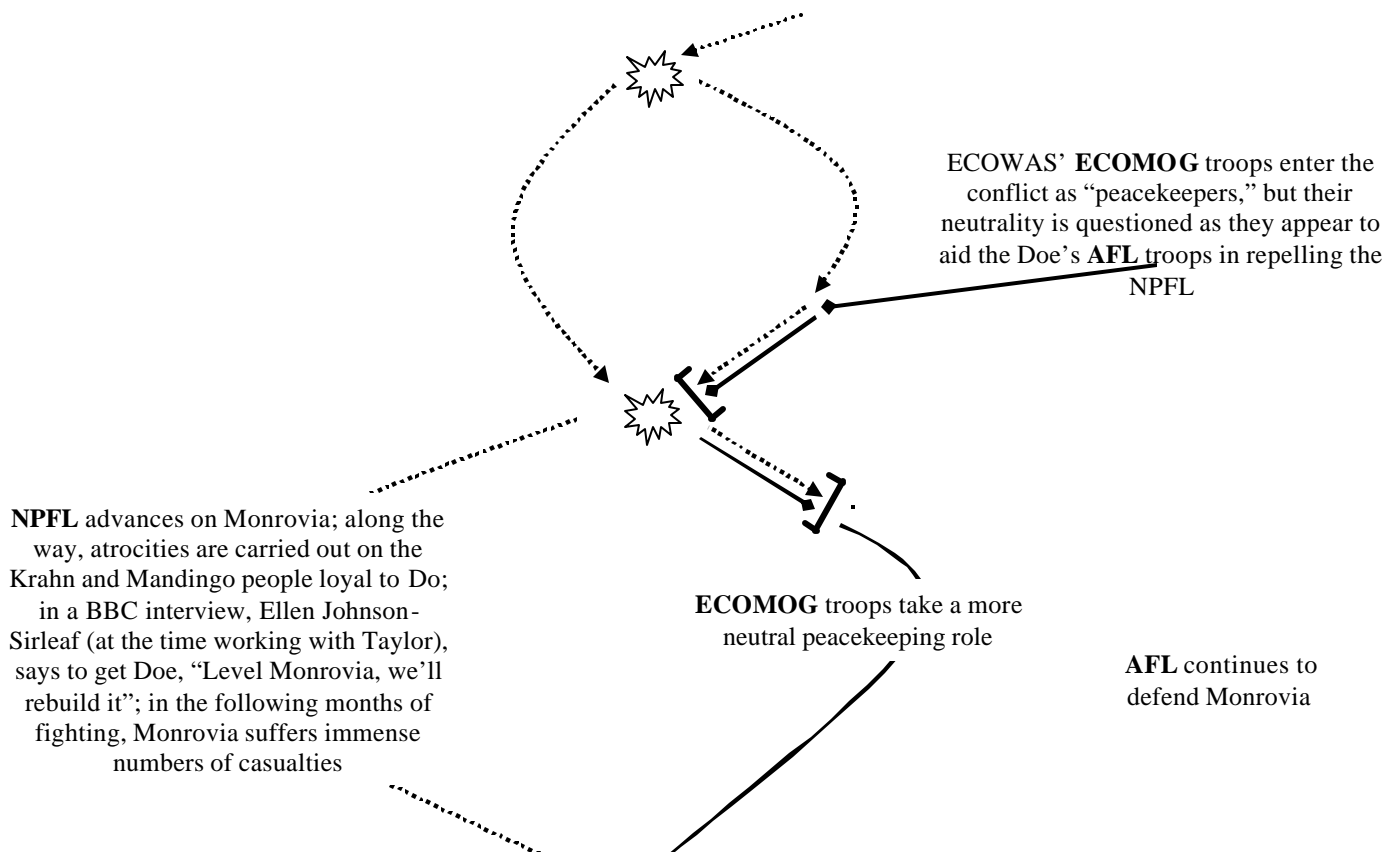 ECOWAS’ ECOMOG troops enter the
conflict as “peacekeepers,” but their
neutrality is questioned as they appear to
aid the Doe’s AFL troops in repelling the
NPFL
NPFL advances on Monrovia; along the
way, atrocities are carried out on the
Krahn and Mandingo people loyal to Do;
in a BBC interview, Ellen Johnson-
Sirleaf (at the time working with Taylor),
says to get Doe, “Level Monrovia, we’ll
rebuild it”; in the following months of
fighting, Monrovia suffers immense
numbers of casualties
ECOMOG troops take a more
neutral peacekeeping role
AFL continues to
defend Monrovia